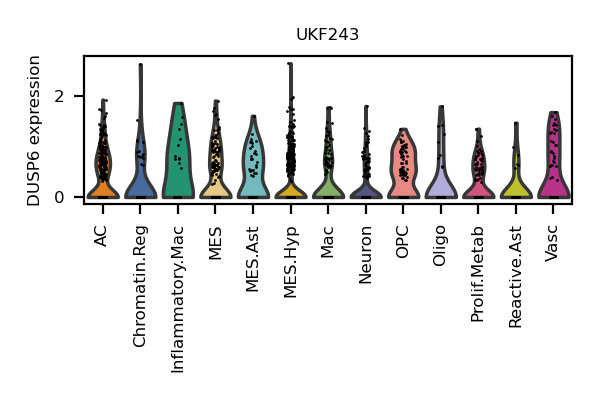 UKF243
DUSP6 expression
2
0
AC
Chromatin.Reg
Inflammatory.Mac
MES
MES.Ast
MES.Hyp
Mac
Neuron
OPC
Oligo
Prolif.Metab
Reactive.Ast
Vasc